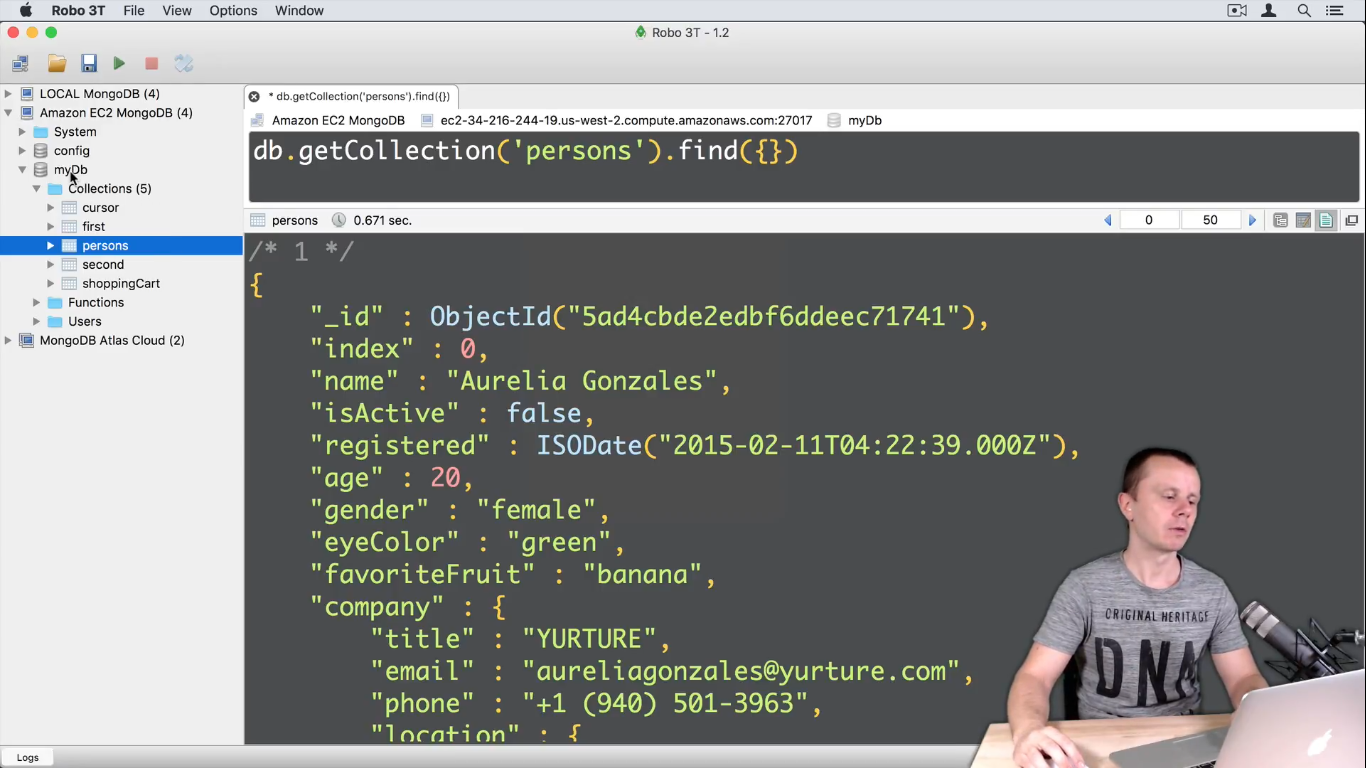 Robo 3T File View Options Window
Robo 3T - 1.2
LOCAL MongoDB (4)
Amazon EC2 MongoDB (4)
System
config
myDb
Collections (5)
cursor
first
persons
second
shoppingCart
Functions
Users
MongoDB Atlas Cloud (2)
* db.getCollection('persons').find({})
Amazon EC2 MongoDB ec2-34-216-244-19.us-west-2.compute.amazonaws.com:27017 myDb
db.getCollection('persons').find({})
persons 0.671 sec. 0 50
/* 1 */
{
"_id" : ObjectId("5ad4cbde2edbf6ddeec71741"),
"index" : 0,
"name" : "Aurelia Gonzales",
"isActive" : false,
"registered" : ISODate("2015-02-11T04:22:39.000Z"),
"age" : 20,
"gender" : "female",
"eyeColor" : "green",
"favoriteFruit" : "banana",
"company" : {
"title" : "YURTURE",
"email" : "aureliagonzales@yurture.com",
"phone" : "+1 (940) 501-3963",
"location" : {
ORIGINAL HERITAGE
DNA
Logs